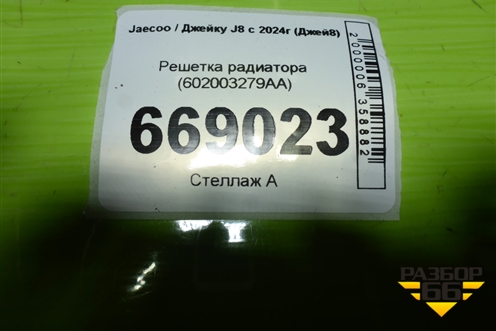 Jaecoo / Джейку J8 с 2024г (Джей8)
Решетка радиатора
(602003279AA)
669023
Стеллаж А
2000006358882
РАЗБОР
66